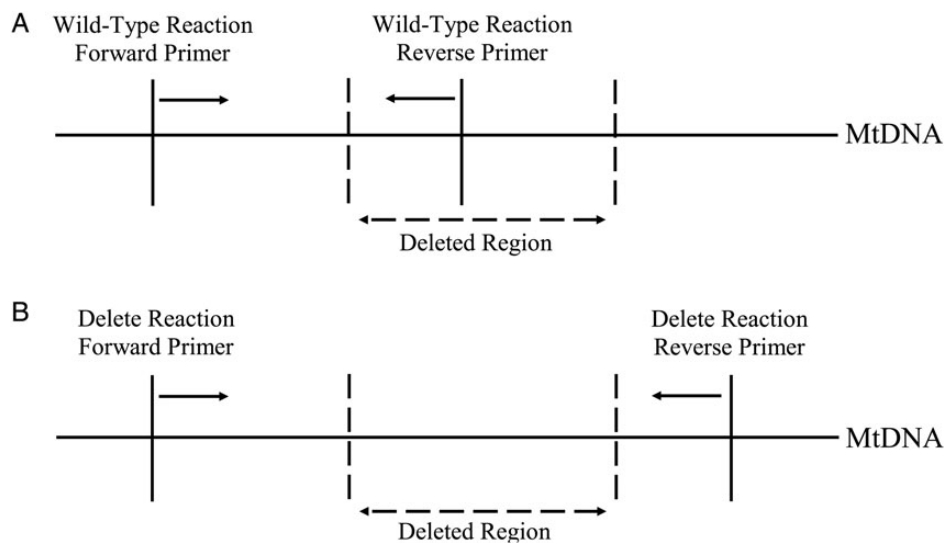 A
Wild-Type Reaction
Forward Primer
Wild-Type Reaction
Reverse Primer
MtDNA
Deleted Region
B
Delete Reaction
Forward Primer
Delete Reaction
Reverse Primer
MtDNA
Deleted Region